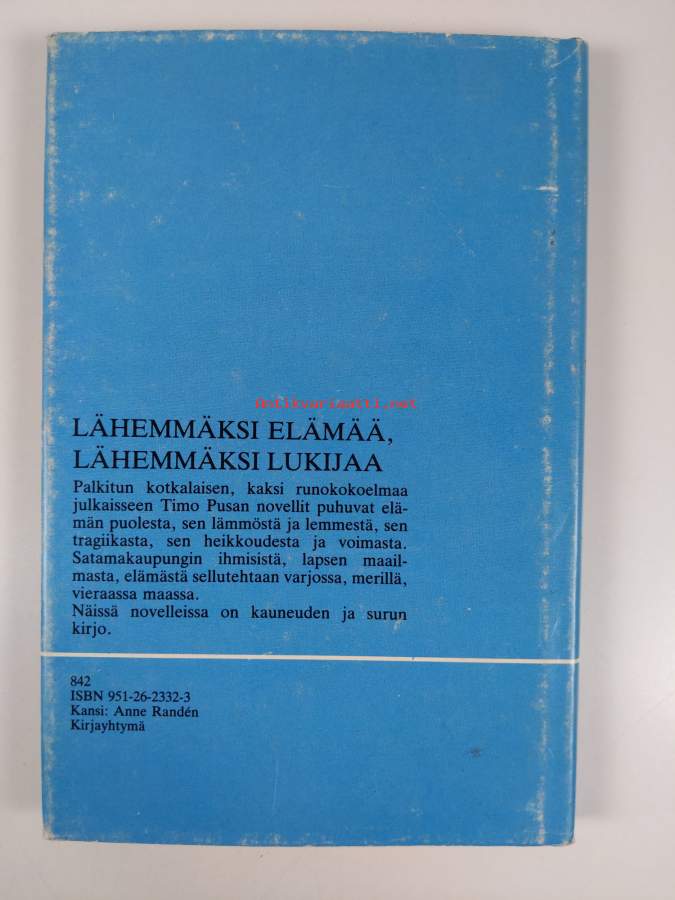 antikvariaatti.net
LÄHEMMÄKSI ELÄMÄÄ,
LÄHEMMÄKSI LUKIJAA
Palkitun kotkalaisen, kaksi runokokoelmaa
julkaisseen Timo Pusan novellit puhuvat elä-
män puolesta, sen lämmöstä ja lemmestä, sen
tragiikasta, sen heikkoudesta ja voimasta.
Satamakaupungin ihmisistä, lapsen maail-
masta, elämästä sellutehtaan varjossa, merillä,
vieraassa maassa.
Näissä novelleissa on kauneuden ja surun
kirjo.
842
ISBN 951-26-2332-3
Kansi: Anne Randén
Kirjayhtymä